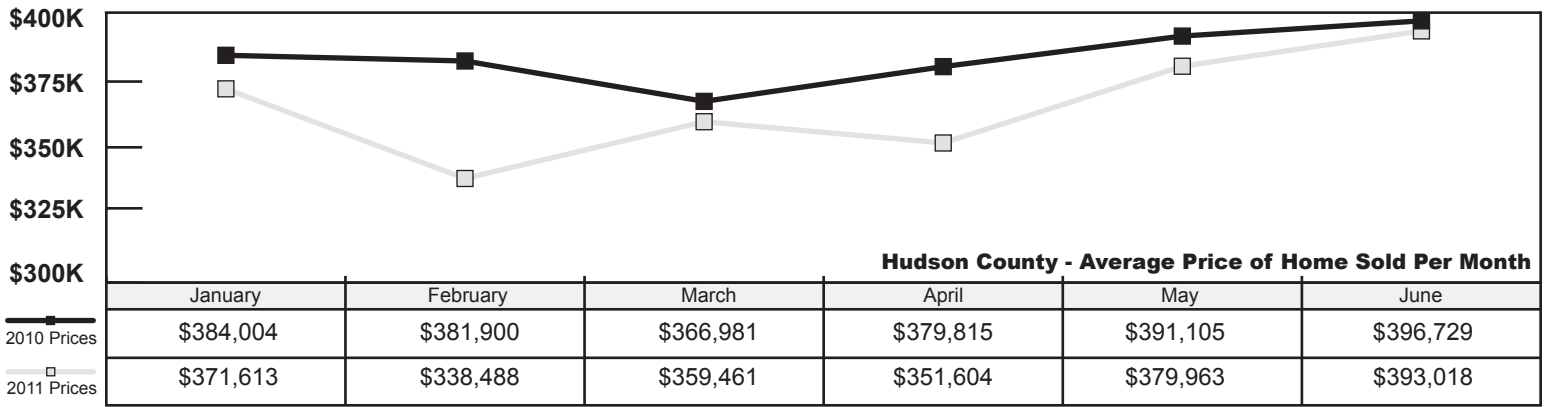 $400K
$375K
$350K
$325K
$300K
Hudson County - Average Price of Home Sold Per Month
January February March April May June
2010 Prices $384,004 $381,900 $366,981 $379,815 $391,105 $396,729
2011 Prices $371,613 $338,488 $359,461 $351,604 $379,963 $393,018